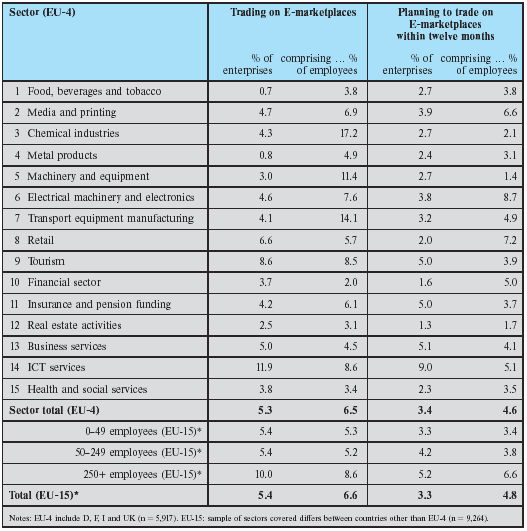 Sector (EU-4) Trading on E-marketplaces Planning to trade on
E-marketplaces
within twelve months
% of comprising ... % % of comprising ... %
enterprises of employees enterprises of employees
1 Food, beverages and tobacco 0.7 3.8 2.7 3.8
2 Media and printing 4.7 6.9 3.9 6.6
3 Chemical industries 4.3 17.2 2.7 2.1
4 Metal products 0.8 4.9 2.4 3.1
5 Machinery and equipment 3.0 11.4 2.7 1.4
6 Electrical machinery and electronics 4.6 7.6 3.8 8.7
7 Transport equipment manufacturing 4.1 14.1 3.2 4.9
8 Retail 6.6 5.7 2.0 7.2
9 Tourism 8.6 8.5 5.0 3.9
10 Financial sector 3.7 2.0 1.6 5.0
11 Insurance and pension funding 4.2 6.1 5.0 3.7
12 Real estate activities 2.5 3.1 1.3 1.7
13 Business services 5.0 4.5 5.1 4.1
14 ICT services 11.9 8.6 9.0 5.1
15 Health and social services 3.8 3.4 2.3 3.5
Sector total (EU-4) 5.3 6.5 3.4 4.6
0-49 employees (EU-15)* 5.4 5.3 3.3 3.4
50-249 employees (EU-15)* 5.4 5.2 4.2 3.8
250+ employees (EU-15)* 10.0 8.6 5.2 6.6
Total (EU-15)* 5.4 6.6 3.3 4.8
Notes: EU-4 include D, F, I and UK (n = 5,917). EU-15: sample of sectors covered differs between countries other than EU-4 (n = 9,264).